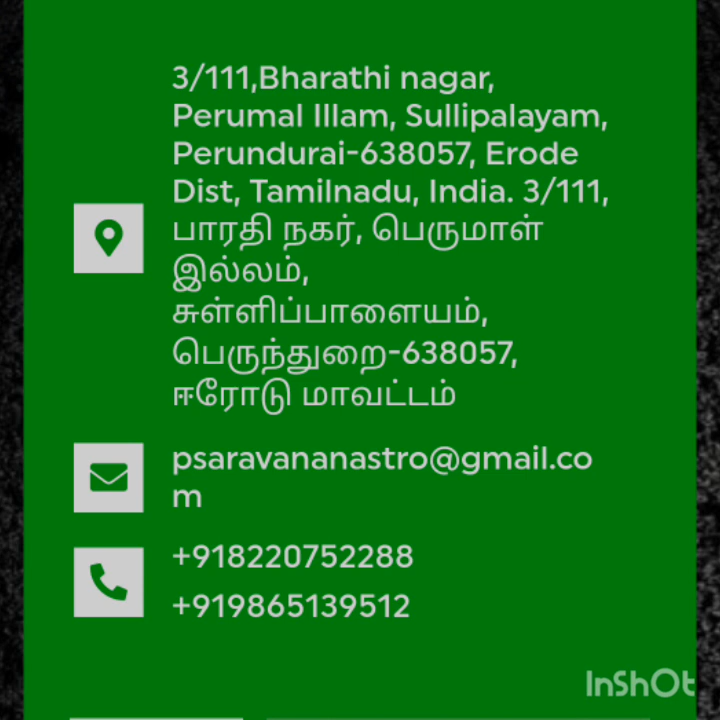 3/111,Bharathi nagar,
Perumal Illam, Sullipalayam,
Perundurai-638057, Erode
Dist, Tamilnadu, India. 3/111,
பாரதி நகர், பெருமாள்
இல்லம்,
சுள்ளிப்பாளையம்,
பெருந்துறை-638057,
ஈரோடு மாவட்டம்
psaravananastro@gmail.co
m
+918220752288
+919865139512
InShOt